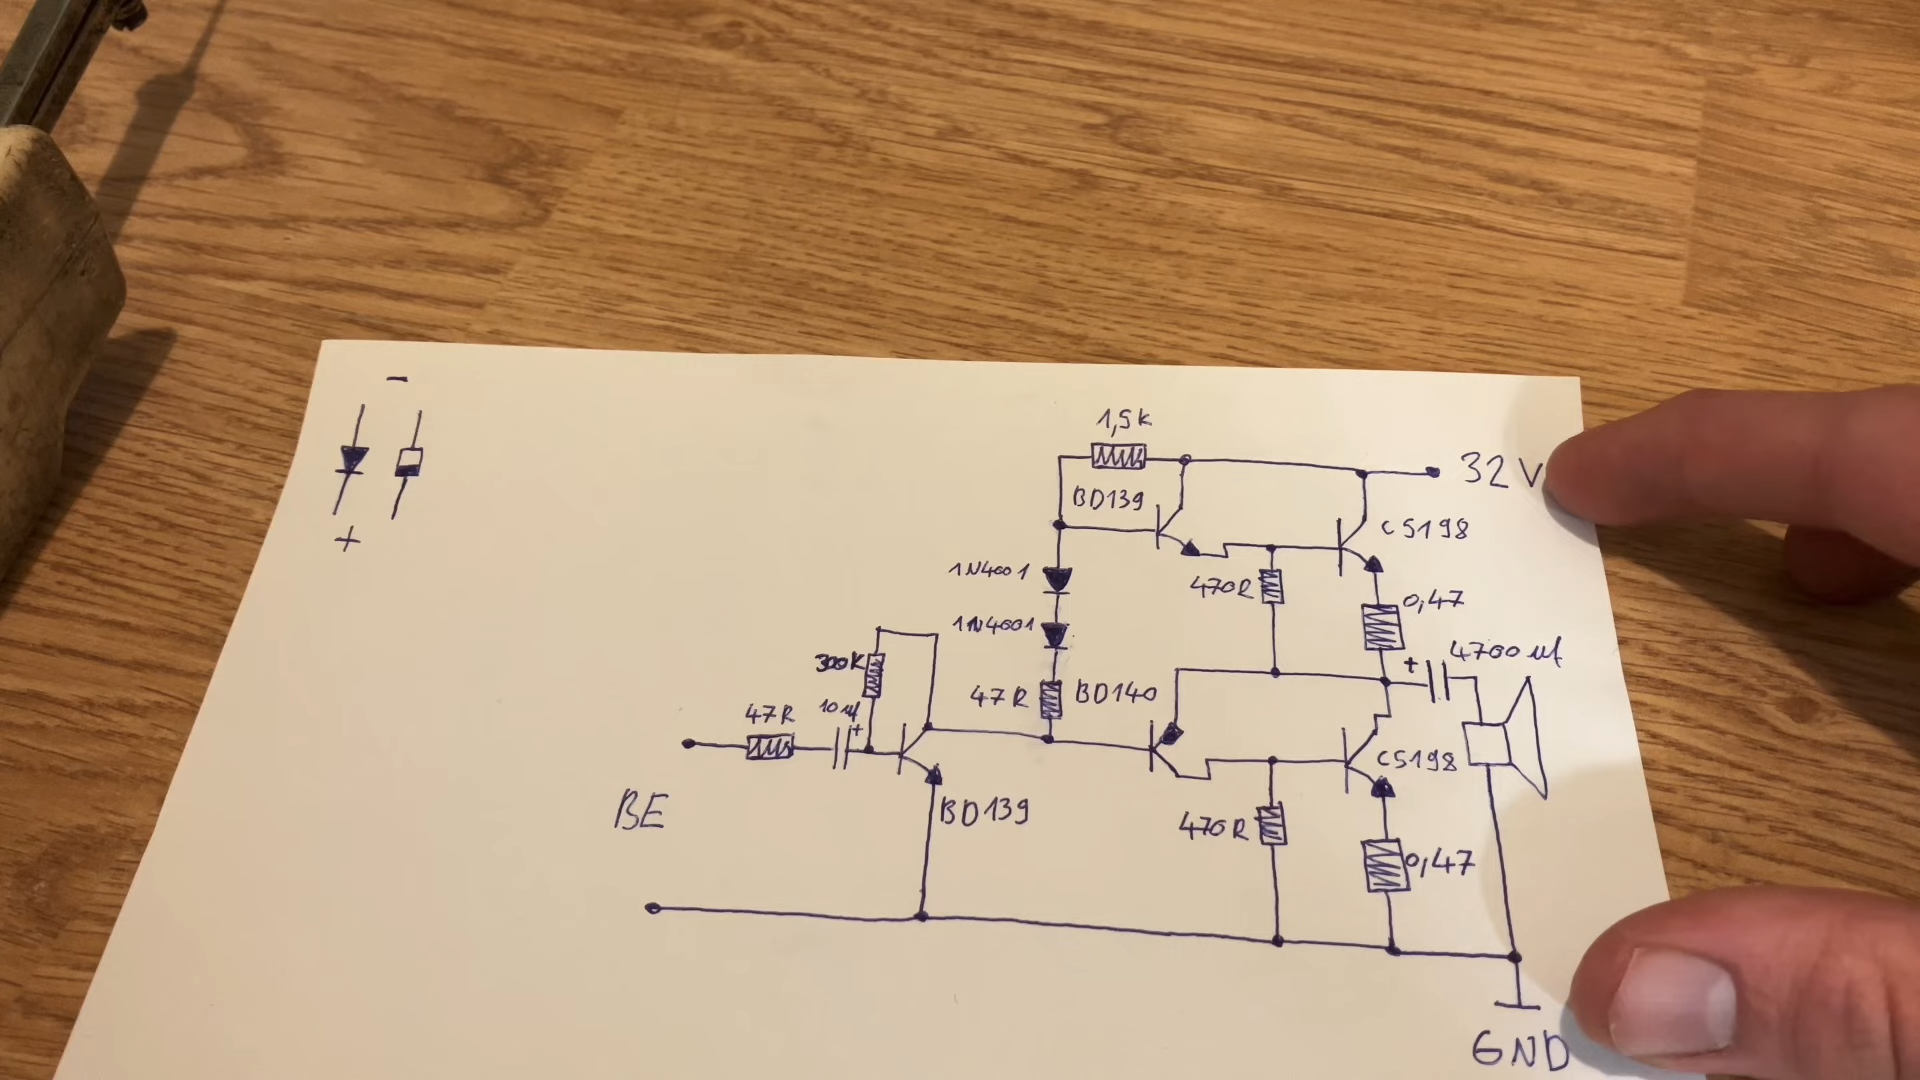 -
+
1,5k
32V
BD139
CS198
1N4001
470R
0,47
1N4001
300K
+ 4700uf
47R
BD140
10uf
+
47R
CS198
BE
BD139
470R
0,47
GND